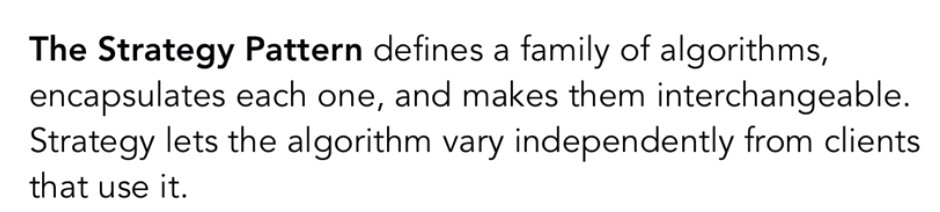 The Strategy Pattern defines a family of algorithms,
encapsulates each one, and makes them interchangeable.
Strategy lets the algorithm vary independently from clients
that use it.